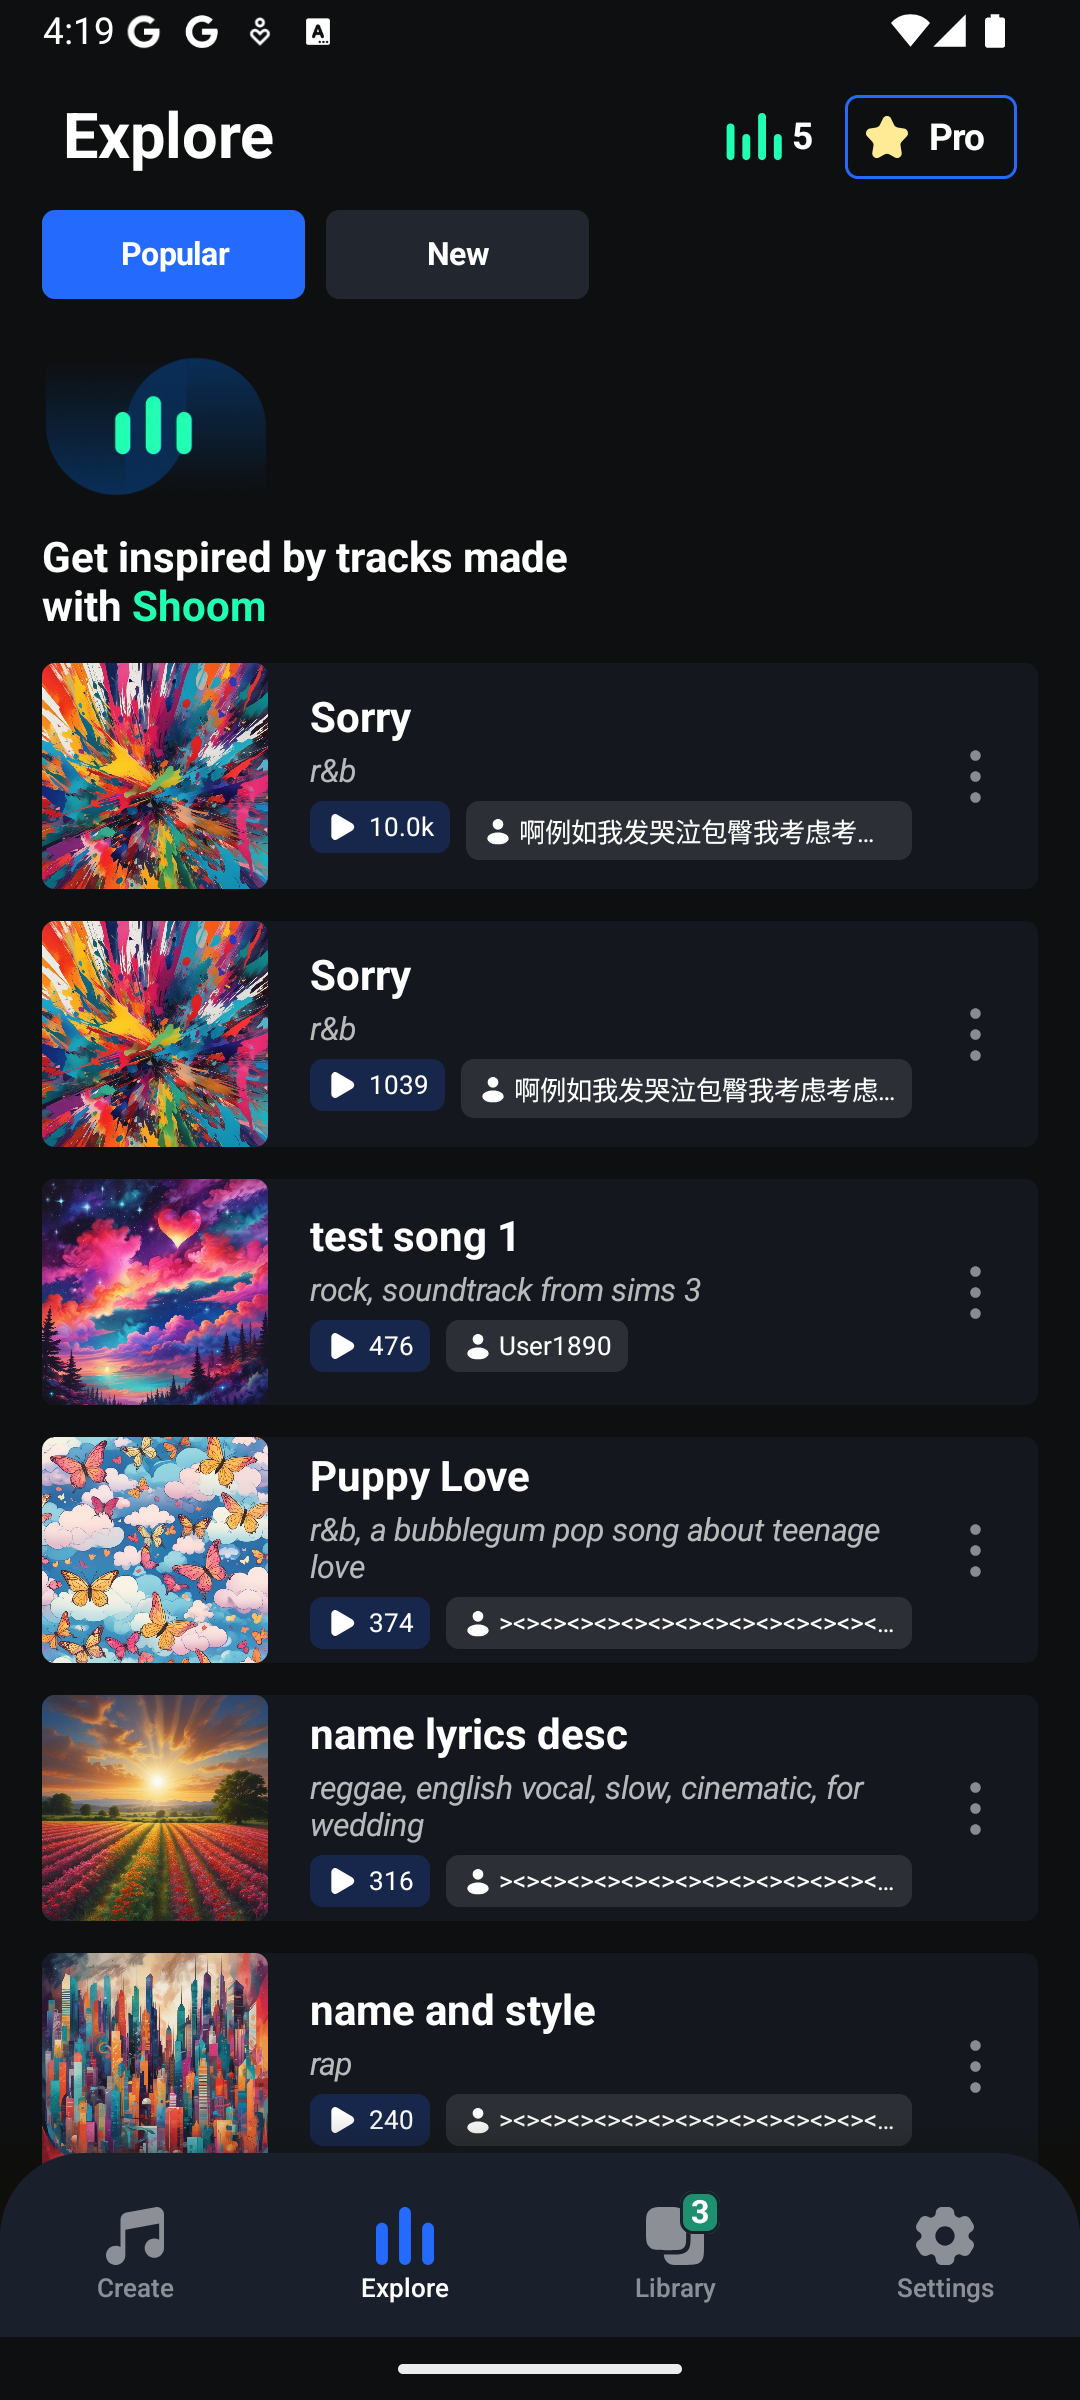 4:19
Explore
5
Pro
Popular
New
Get inspired by tracks made
with Shoom
Sorry
r&b
10.0k
啊例如我发哭泣包臀我考虑考...
Sorry
r&b
1039
啊例如我发哭泣包臀我考虑考虑...
test song 1
rock, soundtrack from sims 3
476
User1890
Puppy Love
r&b, a bubblegum pop song about teenage
love
374
><><><><><><><><><><><><><><...
name lyrics desc
reggae, english vocal, slow, cinematic, for
wedding
316
><><><><><><><><><><><><><><...
name and style
rap
240
><><><><><><><><><><><><><><...
3
Create
Explore
Library
Settings